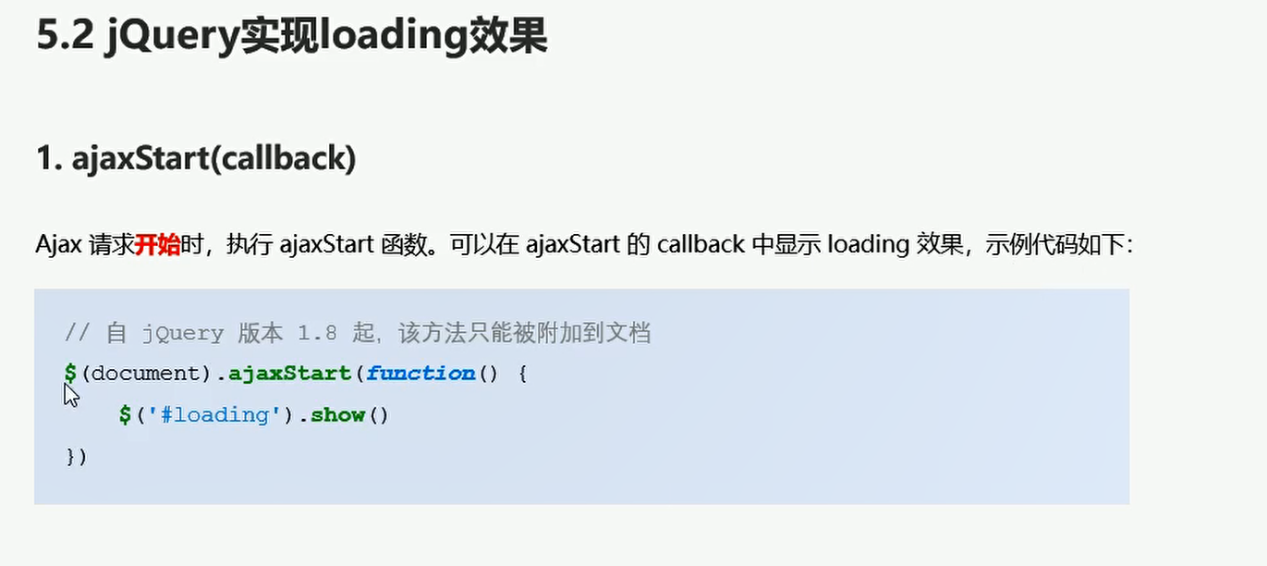 5.2 jQuery实现loading效果
1. ajaxStart(callback)
Ajax 请求开始时，执行 ajaxStart 函数。可以在 ajaxStart 的 callback 中显示 loading 效果，示例代码如下：
// 自 jQuery 版本 1.8 起，该方法只能被附加到文档
$(document).ajaxStart(function() {
    $('#loading').show()
})